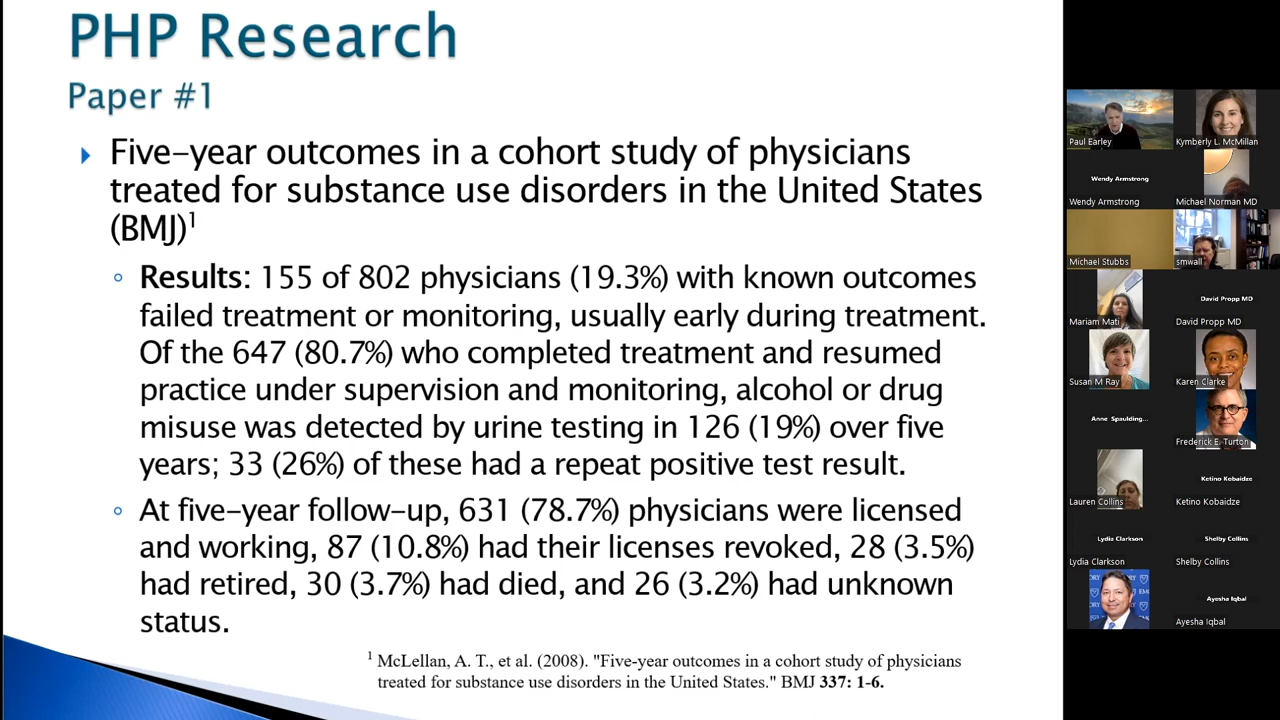 PHP Research
Paper #1
Five-year outcomes in a cohort study of physicians
treated for substance use disorders in the United States
(BMJ)1
Results: 155 of 802 physicians (19.3%) with known outcomes
failed treatment or monitoring, usually early during treatment.
Of the 647 (80.7%) who completed treatment and resumed
practice under supervision and monitoring, alcohol or drug
misuse was detected by urine testing in 126 (19%) over five
years; 33 (26%) of these had a repeat positive test result.
At five-year follow-up, 631 (78.7%) physicians were licensed
and working, 87 (10.8%) had their licenses revoked, 28 (3.5%)
had retired, 30 (3.7%) had died, and 26 (3.2%) had unknown
status.
1 McLellan, A. T., et al. (2008). "Five-year outcomes in a cohort study of physicians
treated for substance use disorders in the United States." BMJ 337: 1-6.
Paul Earley
Kymberly L. McMillan
Wendy Armstrong
Wendy Armstrong
Michael Norman MD
Michael Stubbs
smwall
Mariam Mati
David Propp MD
David Propp MD
Susan M Ray
Karen Clarke
Anne Spaulding...
Frederick E. Turton
Lauren Collins
Ketino Kobaidze
Ketino Kobaidze
Lydia Clarkson
Lydia Clarkson
Shelby Collins
Shelby Collins
Ayesha Iqbal
Ayesha Iqbal